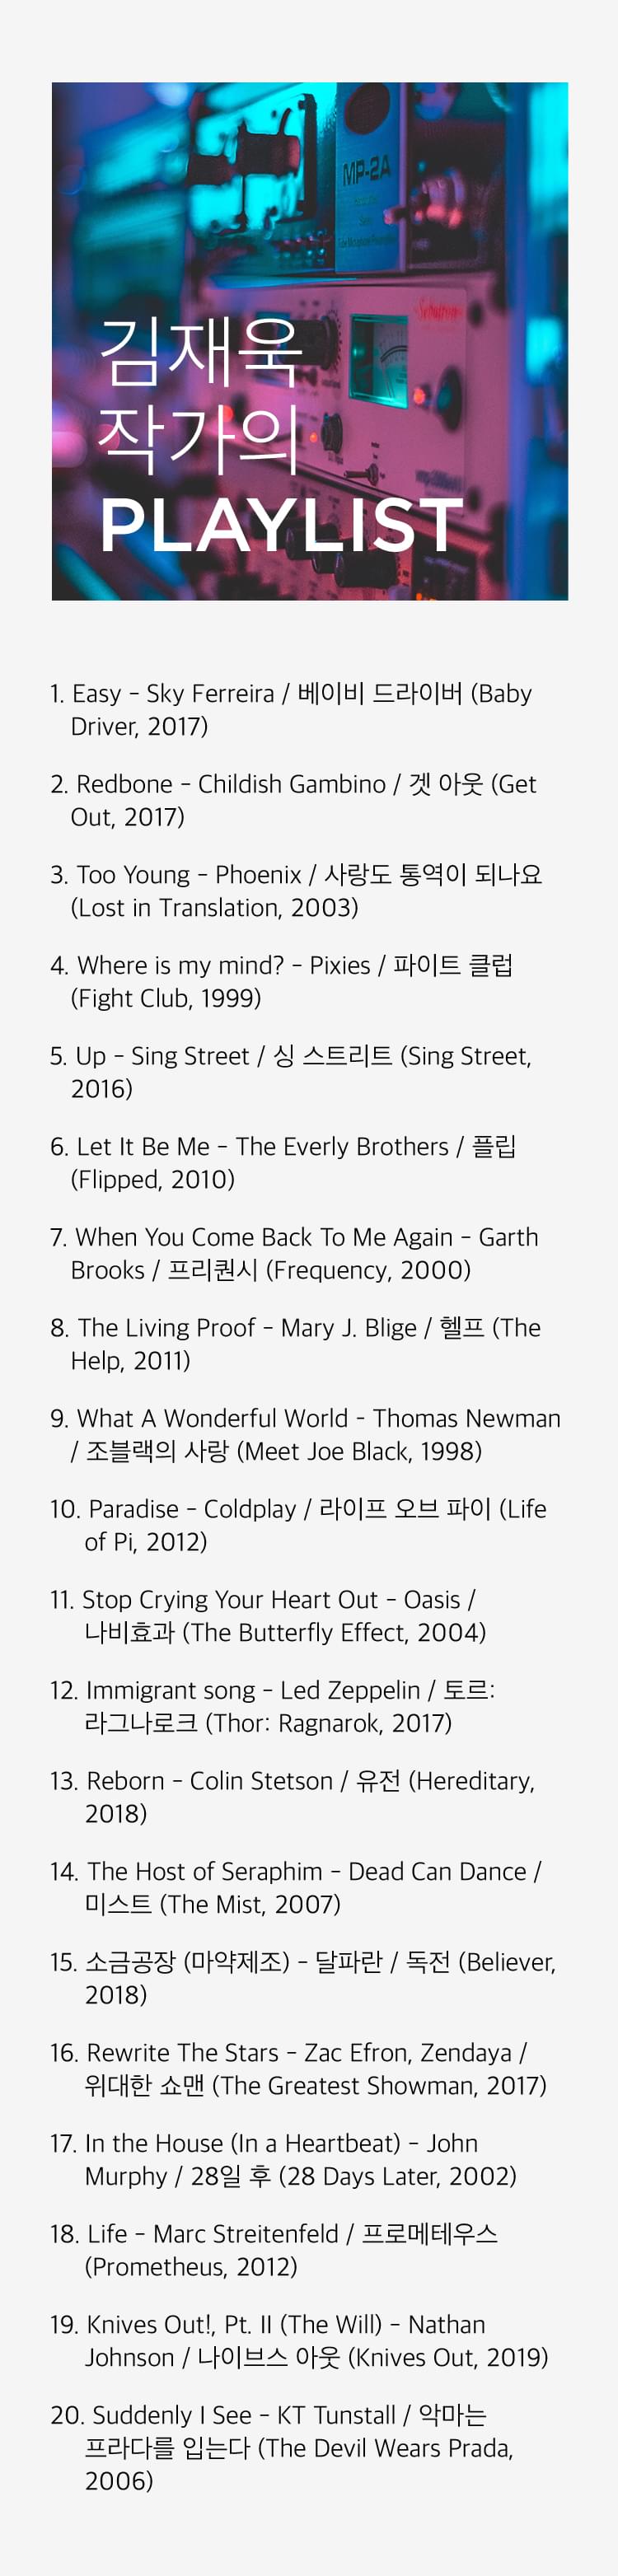 MP-2A
김재욱
작가의
PLAYLIST
1. Easy - Sky Ferreira / 베이비 드라이버 (Baby
Driver, 2017)
2. Redbone - Childish Gambino / 겟 아웃 (Get
Out, 2017)
3. Too Young - Phoenix / 사랑도 통역이 되나요
(Lost in Translation, 2003)
4. Where is my mind? - Pixies / 파이트 클럽
(Fight Club, 1999)
5. Up - Sing Street / 싱 스트리트 (Sing Street,
2016)
6. Let It Be Me - The Everly Brothers / 플립
(Flipped, 2010)
7. When You Come Back To Me Again - Garth
Brooks / 프리퀀시 (Frequency, 2000)
8. The Living Proof - Mary J. Blige / 헬프 (The
Help, 2011)
9. What A Wonderful World - Thomas Newman
/ 조블랙의 사랑 (Meet Joe Black, 1998)
10. Paradise - Coldplay / 라이프 오브 파이 (Life
of Pi, 2012)
11. Stop Crying Your Heart Out - Oasis /
나비효과 (The Butterfly Effect, 2004)
12. Immigrant song - Led Zeppelin / 토르:
라그나로크 (Thor: Ragnarok, 2017)
13. Reborn - Colin Stetson / 유전 (Hereditary,
2018)
14. The Host of Seraphim - Dead Can Dance /
미스트 (The Mist, 2007)
15. 소금공장 (마약제조) - 달파란 / 독전 (Believer,
2018)
16. Rewrite The Stars - Zac Efron, Zendaya /
위대한 쇼맨 (The Greatest Showman, 2017)
17. In the House (In a Heartbeat) - John
Murphy / 28일 후 (28 Days Later, 2002)
18. Life - Marc Streitenfeld / 프로메테우스
(Prometheus, 2012)
19. Knives Out!, Pt. II (The Will) - Nathan
Johnson / 나이브스 아웃 (Knives Out, 2019)
20. Suddenly I See - KT Tunstall / 악마는
프라다를 입는다 (The Devil Wears Prada,
2006)